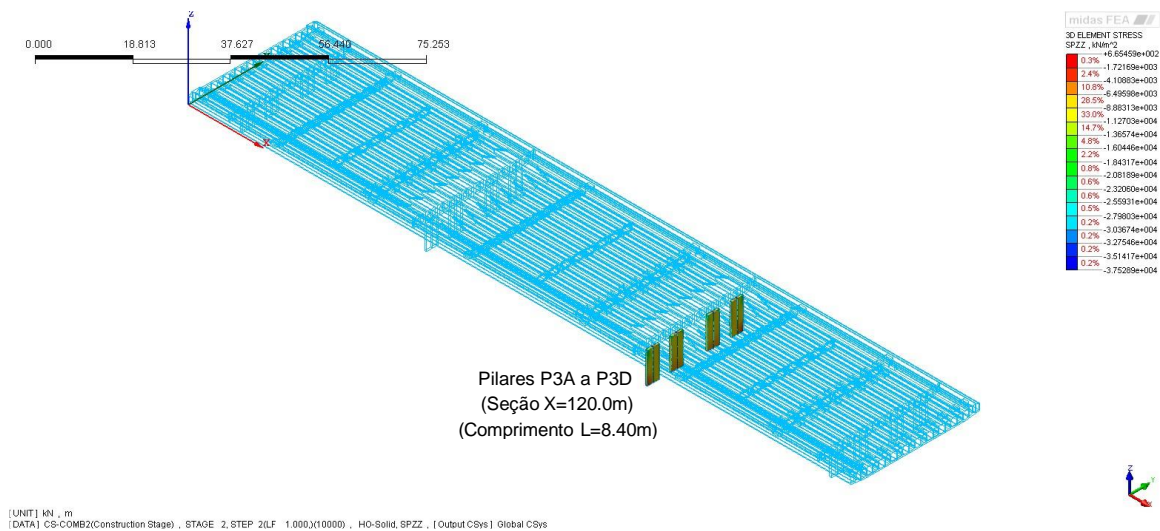 midas FEA
3D ELEMENT STRESS
SPZZ , kN/m^2
+6.65459e+002
0.3%
-1.72169e+003
2.4%
-4.10883e+003
10.8%
-6.49598e+003
28.5%
-8.88313e+003
33.0%
-1.12703e+004
14.7%
-1.36574e+004
4.8%
-1.60446e+004
2.2%
-1.84317e+004
0.8%
-2.08189e+004
0.6%
-2.32060e+004
0.6%
-2.55931e+004
0.5%
-2.79803e+004
0.2%
-3.03674e+004
0.2%
-3.27546e+004
0.2%
-3.51417e+004
0.2%
-3.75289e+004
Z
0.000 18.813 37.627 56.440 75.253
X
Pilares P3A a P3D
(Seção X=120.0m)
(Comprimento L=8.40m)
Z
Y
X
[UNIT] kN , m
[DATA] CS-COMB2(Construction Stage) , STAGE 2, STEP 2(LF 1.000,)(10000) , HO-Solid, SPZZ , [Output CSys] Global CSys